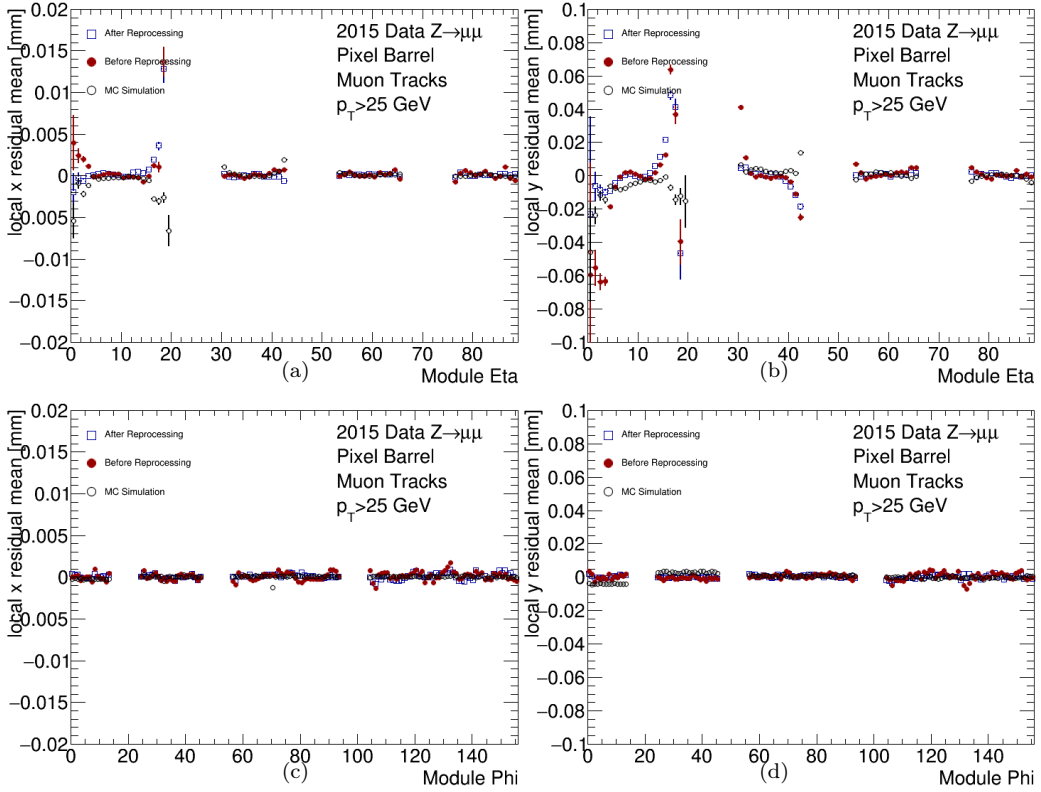 local x residual mean [mm]
0.02
0.015
0.01
0.005
0
−0.005
−0.01
−0.015
−0.02
After Reprocessing
Before Reprocessing
MC Simulation
2015 Data Z→μμ
Pixel Barrel
Muon Tracks
p_T>25 GeV
0 10 20 30 40 50 60 70 80
Module Eta
(a)
local y residual mean [mm]
0.1
0.08
0.06
0.04
0.02
0
−0.02
−0.04
−0.06
−0.08
−0.1
After Reprocessing
Before Reprocessing
MC Simulation
2015 Data Z→μμ
Pixel Barrel
Muon Tracks
p_T>25 GeV
0 10 20 30 40 50 60 70 80
Module Eta
(b)
local x residual mean [mm]
0.02
0.015
0.01
0.005
0
−0.005
−0.01
−0.015
−0.02
After Reprocessing
Before Reprocessing
MC Simulation
2015 Data Z→μμ
Pixel Barrel
Muon Tracks
p_T>25 GeV
0 20 40 60 80 100 120 140
Module Phi
(c)
local y residual mean [mm]
0.1
0.08
0.06
0.04
0.02
0
−0.02
−0.04
−0.06
−0.08
−0.1
After Reprocessing
Before Reprocessing
MC Simulation
2015 Data Z→μμ
Pixel Barrel
Muon Tracks
p_T>25 GeV
0 20 40 60 80 100 120 140
Module Phi
(d)